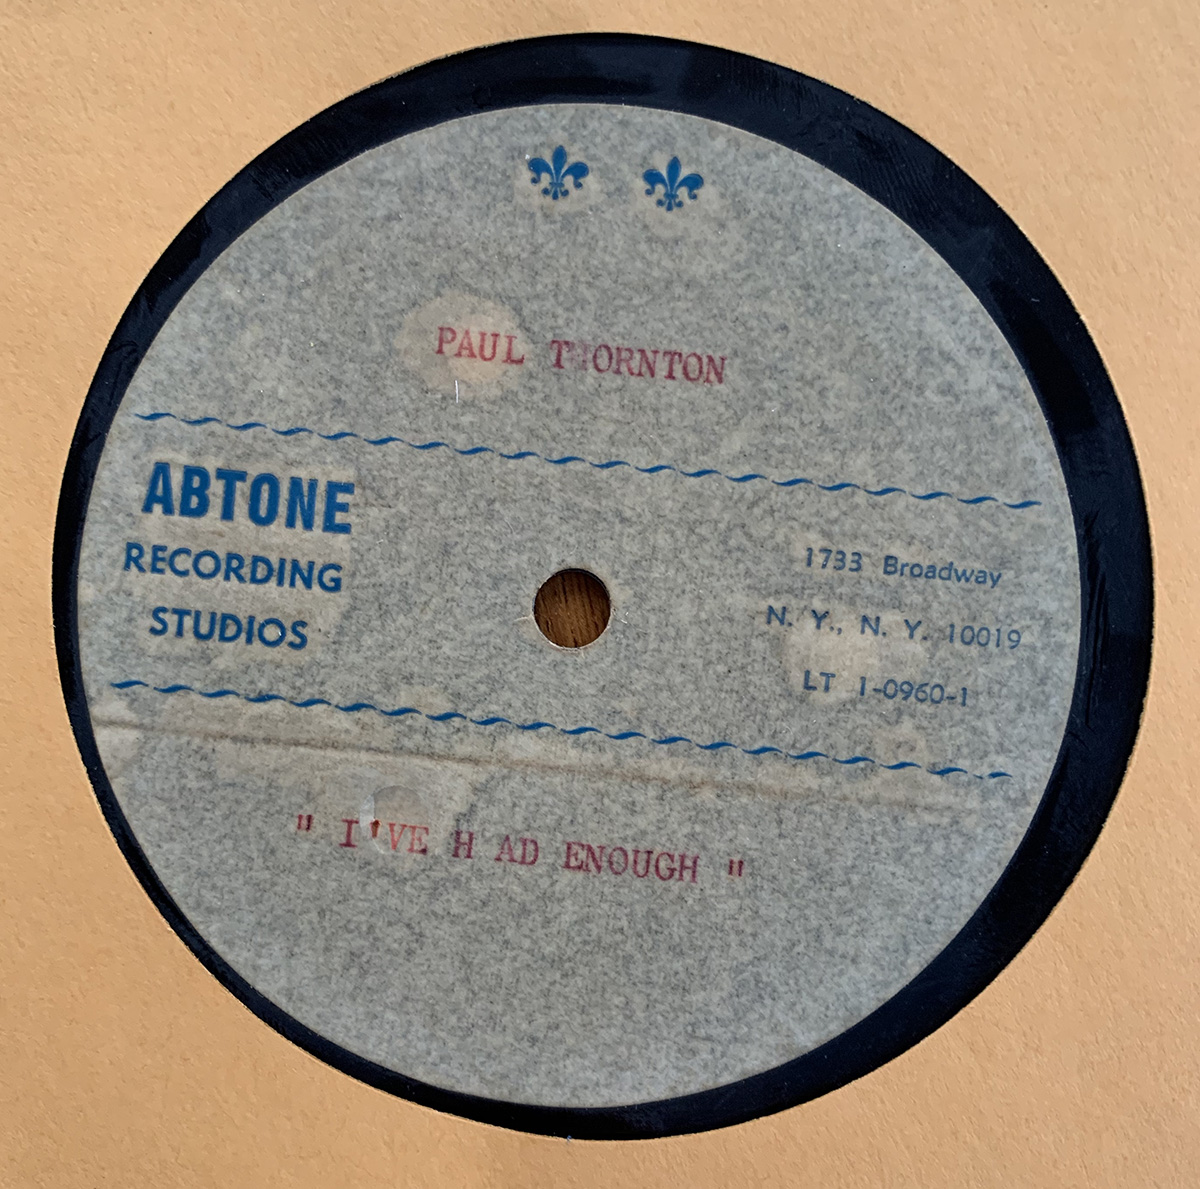 PAUL THORNTON
ABTONE
RECORDING
STUDIOS
1733 Broadway
N. Y., N. Y. 10019
LT 1-0960-1
" I'VE H AD ENOUGH "